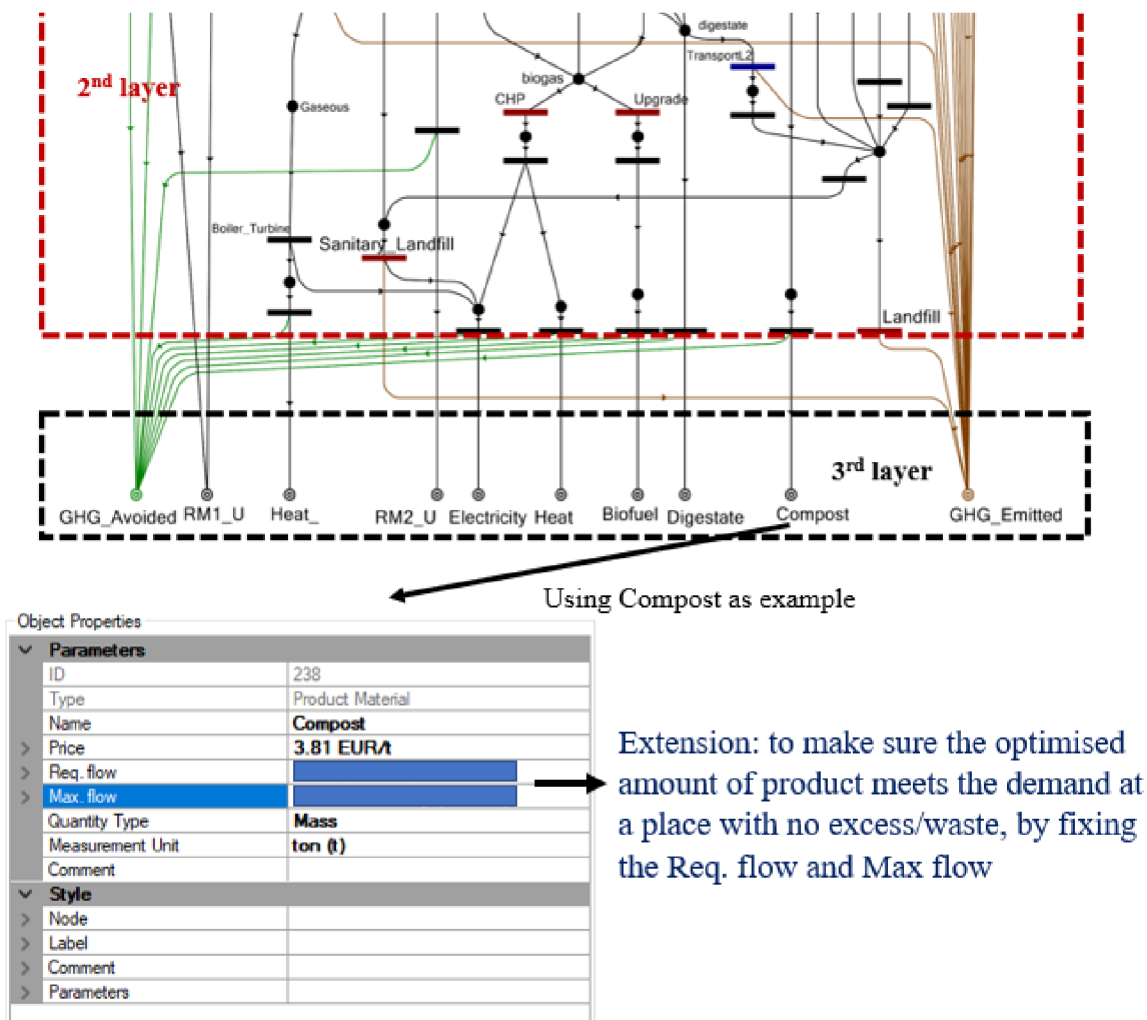 digestate
TransportL2
2nd layer
biogas
Gaseous
CHP
Upgrade
Boiler_Turbine
Sanitary_Landfill
Landfill
3rd layer
GHG_Avoided RM1_U Heat_ RM2_U Electricity Heat Biofuel Digestate Compost GHG_Emitted
Using Compost as example
Object Properties
Parameters
ID 238
Type Product Material
Name Compost
Price 3.81 EUR/t
Req. flow
Max. flow
Quantity Type Mass
Measurement Unit ton (t)
Comment
Style
Node
Label
Comment
Parameters
Extension: to make sure the optimised
amount of product meets the demand at
a place with no excess/waste, by fixing
the Req. flow and Max flow